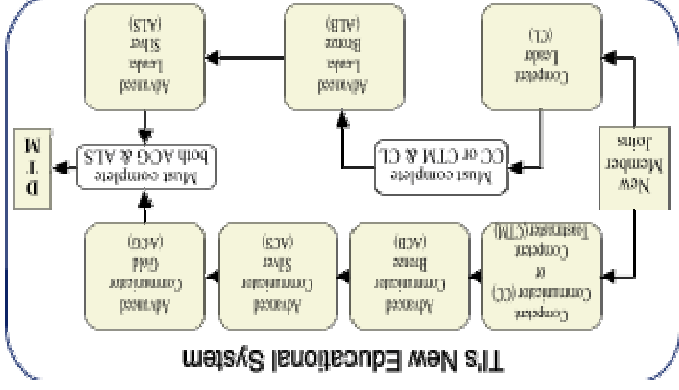 TI's New Educational System
Competent
Communicator (CC)
or
Competent
Toastmaster(CTM)
Advanced
Communicator
Bronze
(ACB)
Advanced
Communicator
Silver
(ACS)
Advanced
Communicator
Gold
(ACG)
New
Member
Joins
Must complete
CC or CTM & CL
Must complete
both ACG & ALS
D
T
M
Competent
Leader
(CL)
Advanced
Leader
Bronze
(ALB)
Advanced
Leader
Silver
(ALS)